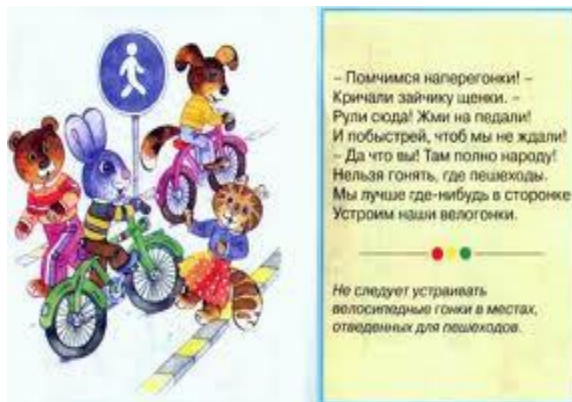 – Помчимся наперегонки! –
Кричали зайчику щенки. –
Рули сюда! Жми на педали!
И побыстрей, чтоб мы не ждали!
– Да что вы! Там полно народу!
Нельзя гонять, где пешеходы.
Мы лучше где-нибудь в сторонке
Устроим наши велогонки.
Не следует устраивать
велосипедные гонки в местах,
отведенных для пешеходов.